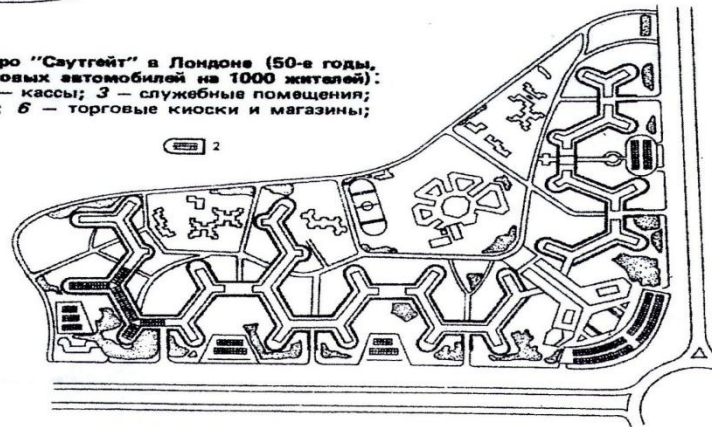 ро "Саутгейт" в Лондоне (50-е годы,
овых автомобилей на 1000 жителей):
— кассы; 3 — служебные помещения;
; 6 — торговые киоски и магазины;
2